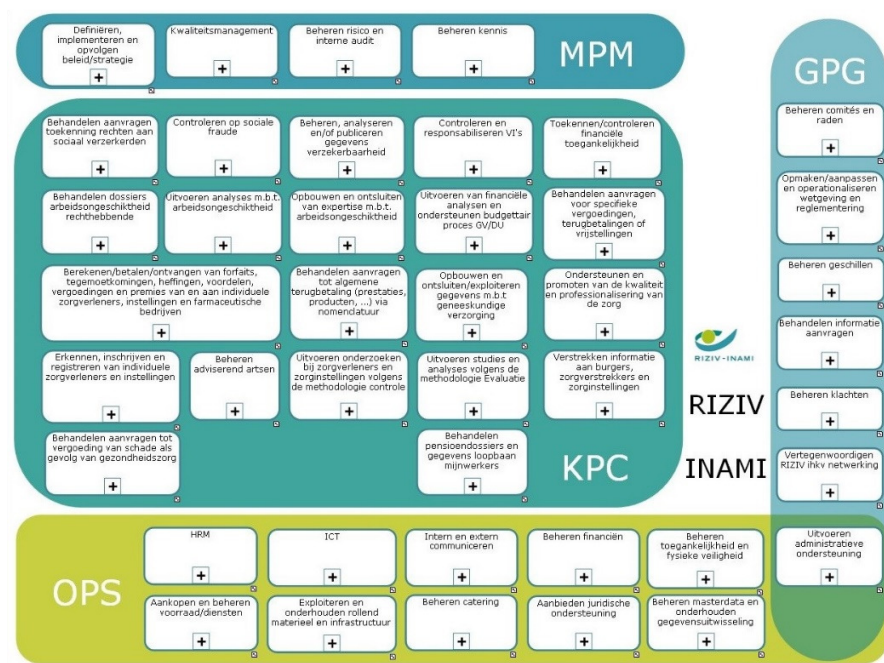 Definiëren,
implementeren en
opvolgen
beleid/strategie
Kwaliteitsmanagement
Beheren risico en
interne audit
Beheren kennis
MPM
GPG
Behandelen aanvragen
toekenning rechten aan
sociaal verzerkerden
Controleren op sociale
fraude
Beheren, analyseren
en/of publiceren
gegevens
verzekerbaarheid
Controleren en
responsabiliseren VI's
Toekennen/controleren
financiële
toegankelijkheid
Behandelen dossiers
arbeidsongeschiktheid
rechthebbende
Uitvoeren analyses m.b.t.
arbeidsongeschiktheid
Opbouwen en ontsluiten
van expertise m.b.t.
arbeidsongeschiktheid
Uitvoeren van financiële
analysen en
ondersteunen budgettair
proces GV/DU
Behandelen aanvragen
voor specifieke
vergoedingen,
terugbetalingen of
vrijstellingen
Berekenen/betalen/ontvangen van forfaits,
tegemoetkomingen, heffingen, voordelen,
vergoedingen en premies van en aan individuele
zorgverleners, instellingen en farmaceutische
bedrijven
Behandelen aanvragen
tot algemene
terugbetaling (prestaties,
producten, ...) via
nomenclatuur
Opbouwen en
ontsluiten/exploiteren
gegevens m.b.t
geneeskundige
verzorging
Ondersteunen en
promoten van de kwaliteit
en professionalisering van
de zorg
Erkennen, inschrijven en
registreren van individuele
zorgverleners en instellingen
Beheren
adviserend artsen
Uitvoeren onderzoeken
bij zorgverleners en
zorginstellingen volgens
de methodologie controle
Uitvoeren studies en
analyses volgens de
methodologie Evaluatie
Verstrekken informatie
aan burgers,
zorgverstrekkers en
zorginstellingen
Behandelen aanvragen tot
vergoeding van schade als
gevolg van gezondheidszorg
Behandelen
pensioendossiers en
gegevens loopbaan
mijnwerkers
KPC
RIZIV-INAMI
RIZIV
INAMI
Beheren comités en
raden
Opmaken/aanpassen
en operationaliseren
wetgeving en
reglementering
Beheren geschillen
Behandelen informatie
aanvragen
Beheren klachten
Vertegenwoordigen
RIZIV ihkv netwerking
Uitvoeren
administratieve
ondersteuning
OPS
HRM
ICT
Intern en extern
communiceren
Beheren financiën
Beheren
toegankelijkheid en
fysieke veiligheid
Aankopen en beheren
voorraad/diensten
Exploiteren en
onderhouden rollend
materieel en infrastructuur
Beheren catering
Aanbieden juridische
ondersteuning
Beheren masterdata en
onderhouden
gegevensuitwisseling